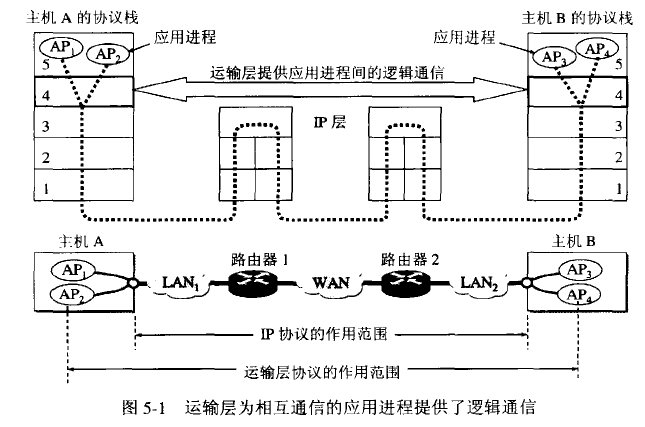 主机 A 的协议栈
主机 B 的协议栈
AP1
AP2
应用进程
应用进程
AP3
AP4
5
5
运输层提供应用进程间的逻辑通信
4
4
IP 层
3
3
2
2
1
1
主机 A
主机 B
AP1
AP2
LAN1
路由器 1
WAN
路由器 2
LAN2
AP3
AP4
IP 协议的作用范围
运输层协议的作用范围
图 5-1 运输层为相互通信的应用进程提供了逻辑通信